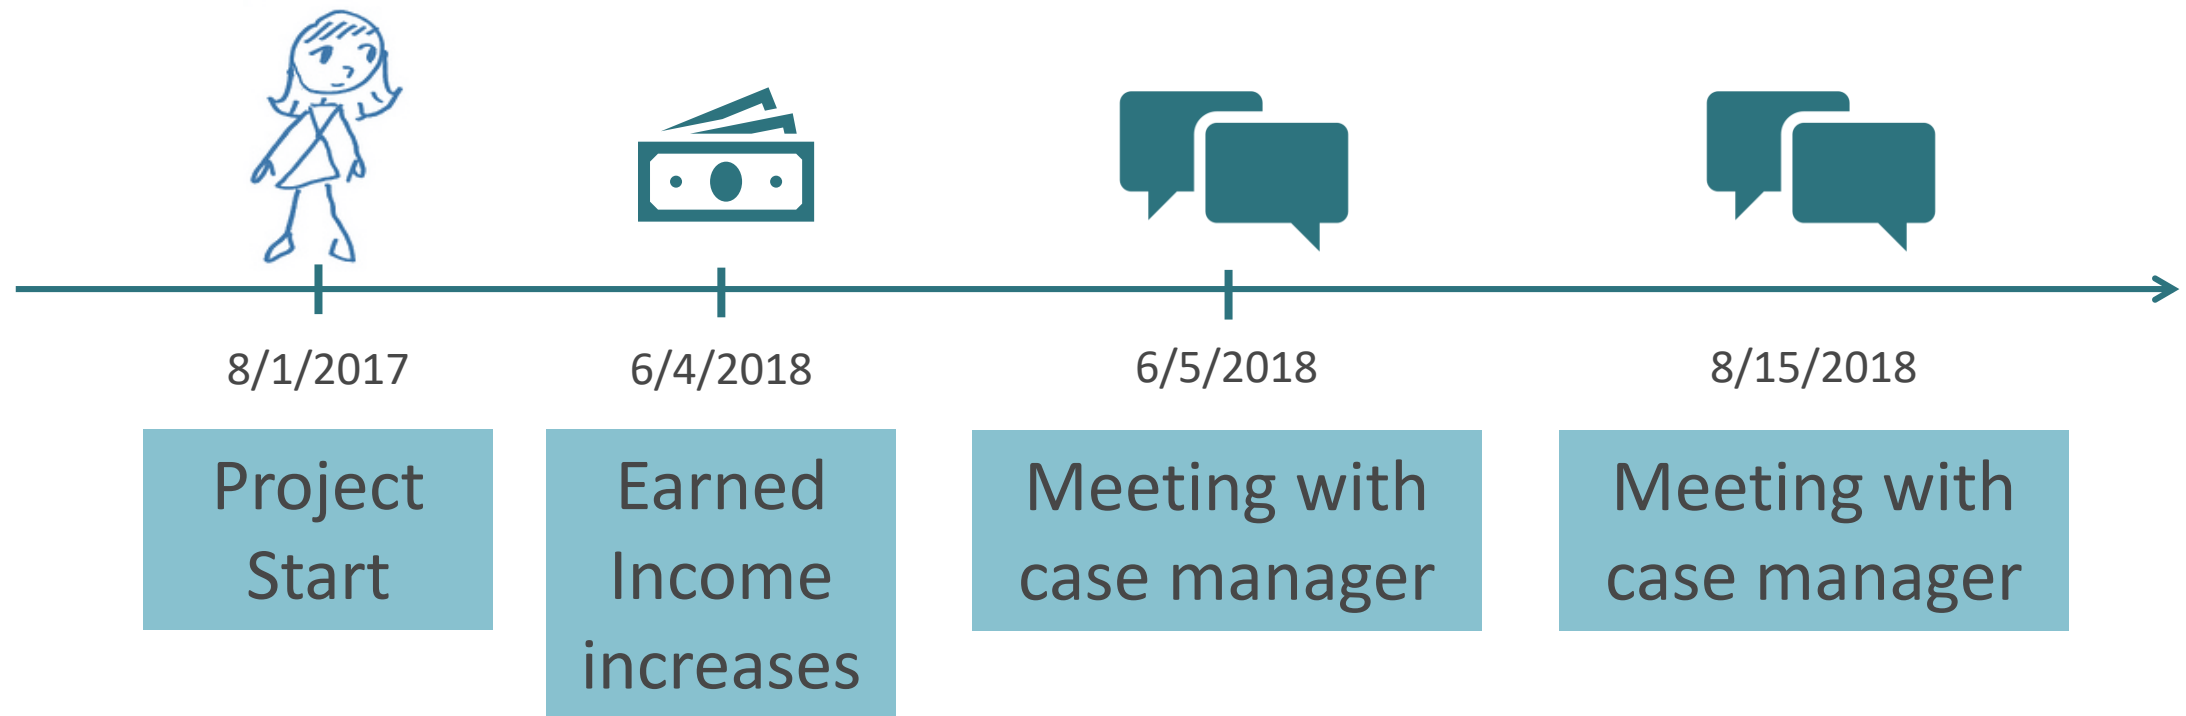 8/1/2017
6/4/2018
6/5/2018
8/15/2018
Project
Start
Earned
Income
increases
Meeting with
case manager
Meeting with
case manager